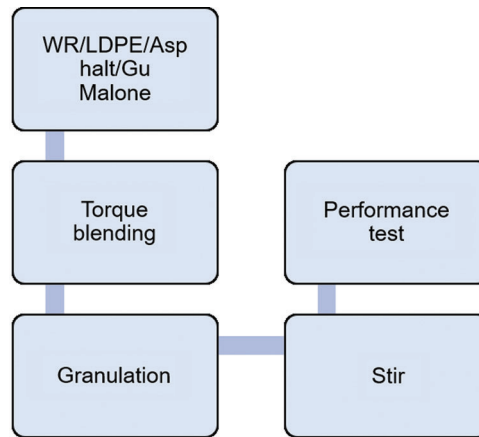 WR/LDPE/Asp
halt/Gu
Malone
Torque
blending
Granulation
Stir
Performance
test